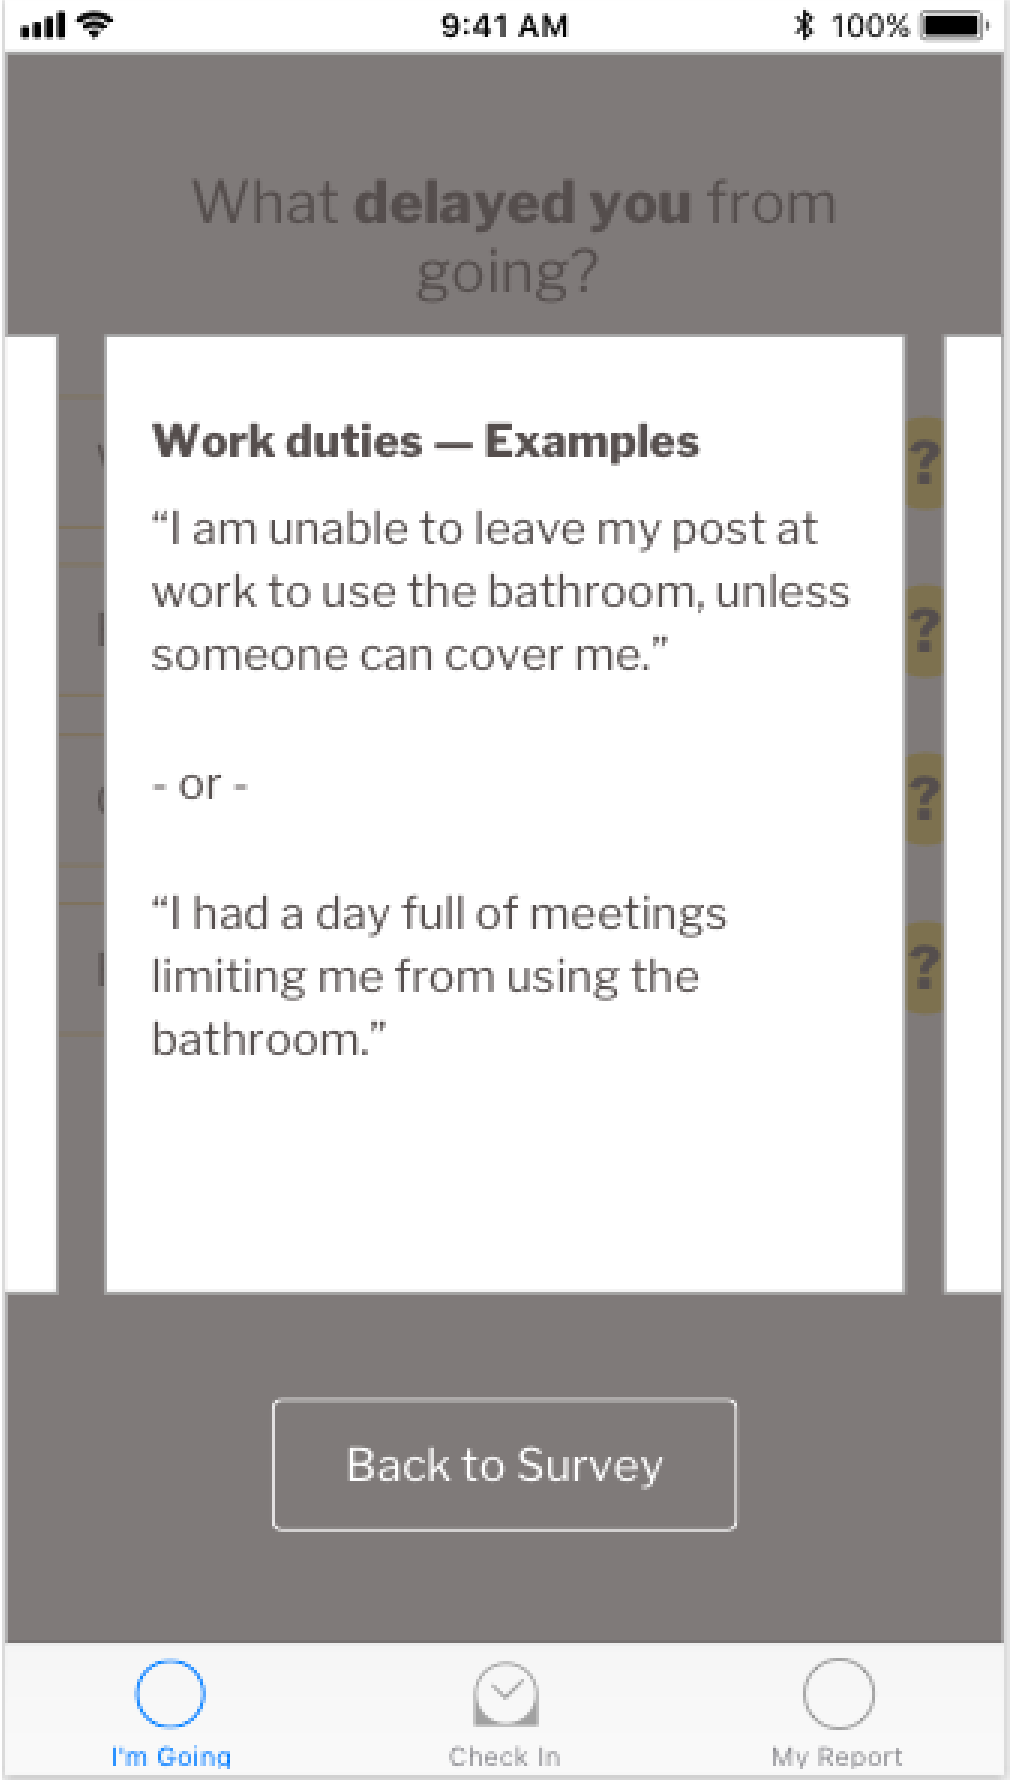 9:41 AM
100%
What delayed you from
going?
Work duties — Examples
“I am unable to leave my post at
work to use the bathroom, unless
someone can cover me.”
- or -
“I had a day full of meetings
limiting me from using the
bathroom.”
?
?
?
?
Back to Survey
I'm Going
Check In
My Report